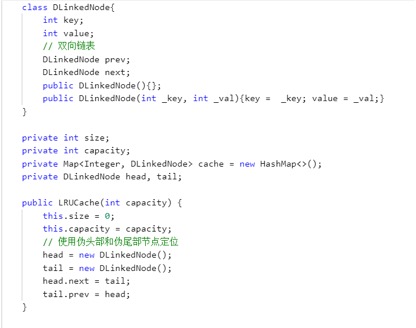 class DLinkedNode{
int key;
int value;
// 双向链表
DLinkedNode prev;
DLinkedNode next;
public DLinkedNode(){};
public DLinkedNode(int _key, int _val){key =  _key; value = _val;}
}
private int size;
private int capacity;
private Map<Integer, DLinkedNode> cache = new HashMap<>();
private DLinkedNode head, tail;
public LRUCache(int capacity) {
this.size = 0;
this.capacity = capacity;
// 使用伪头部和伪尾部节点定位
head = new DLinkedNode();
tail = new DLinkedNode();
head.next = tail;
tail.prev = head;
}